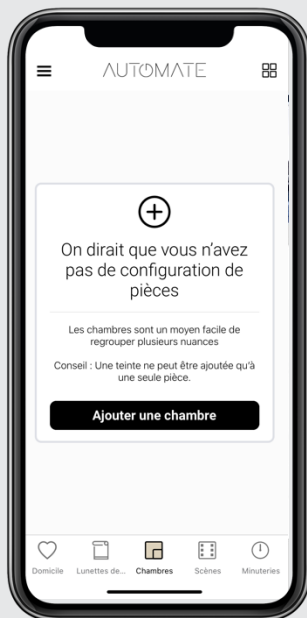 AUTOMATE
On dirait que vous n'avez
pas de configuration de
pièces
Les chambres sont un moyen facile de
regrouper plusieurs nuances
Conseil : Une teinte ne peut être ajoutée qu'à
une seule pièce.
Ajouter une chambre
Domicile Lunettes de... Chambres Scènes Minuteries